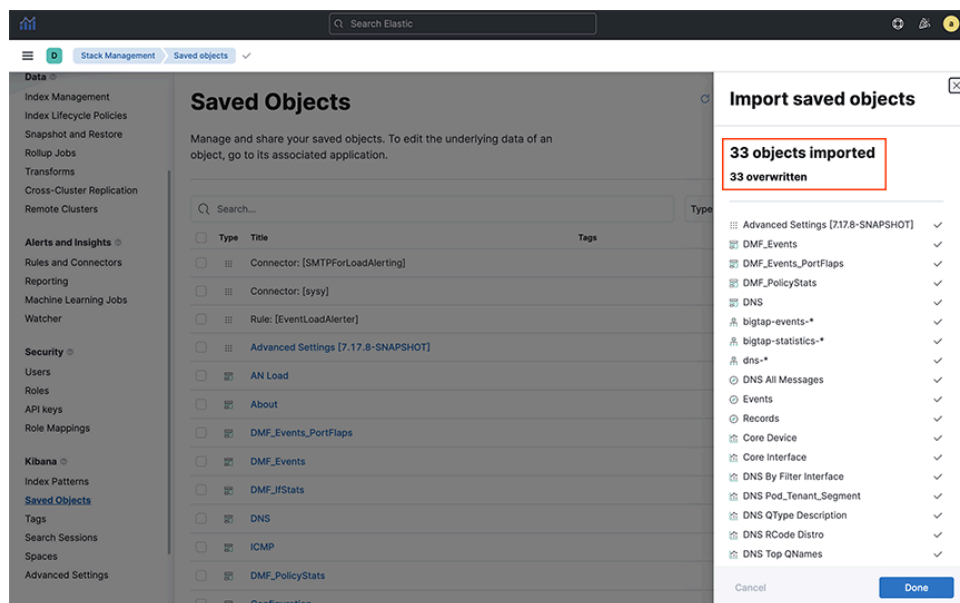 Search Elastic
a
D
Stack Management
Saved objects
Data
Index Management
Index Lifecycle Policies
Snapshot and Restore
Rollup Jobs
Transforms
Cross-Cluster Replication
Remote Clusters
Alerts and Insights
Rules and Connectors
Reporting
Machine Learning Jobs
Watcher
Security
Users
Roles
API keys
Role Mappings
Kibana
Index Patterns
Saved Objects
Tags
Search Sessions
Spaces
Advanced Settings
Saved Objects
Manage and share your saved objects. To edit the underlying data of an
object, go to its associated application.
Search...
Type
Type Title Tags
Connector: [SMTPForLoadAlerting]
Connector: [sysy]
Rule: [EventLoadAlerter]
Advanced Settings [7.17.8-SNAPSHOT]
AN Load
About
DMF_Events_PortFlaps
DMF_Events
DMF_IfStats
DNS
ICMP
DMF_PolicyStats
Configuration
Import saved objects
33 objects imported
33 overwritten
Advanced Settings [7.17.8-SNAPSHOT]
DMF_Events
DMF_Events_PortFlaps
DMF_PolicyStats
DNS
bigtap-events-*
bigtap-statistics-*
dns-*
DNS All Messages
Events
Records
Core Device
Core Interface
DNS By Filter Interface
DNS Pod_Tenant_Segment
DNS QType Description
DNS RCode Distro
DNS Top QNames
Cancel
Done